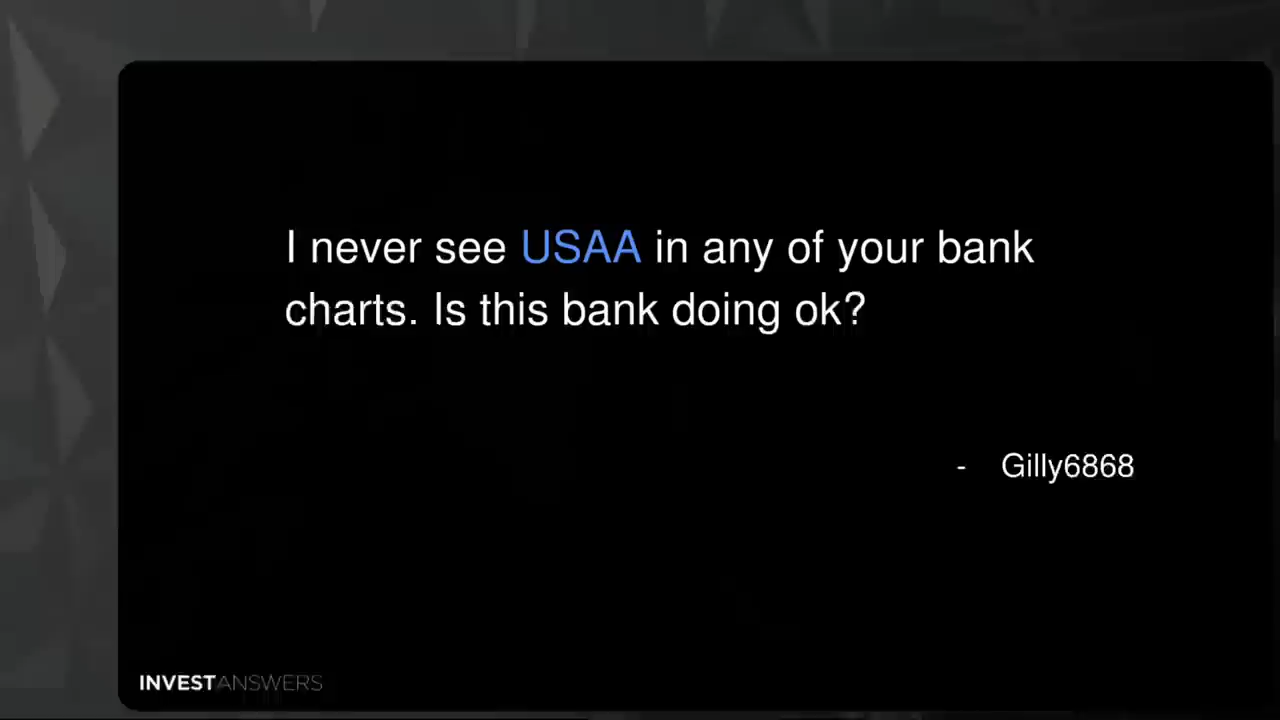 I never see USAA in any of your bank
charts. Is this bank doing ok?
- Gilly6868
INVESTANSWERS